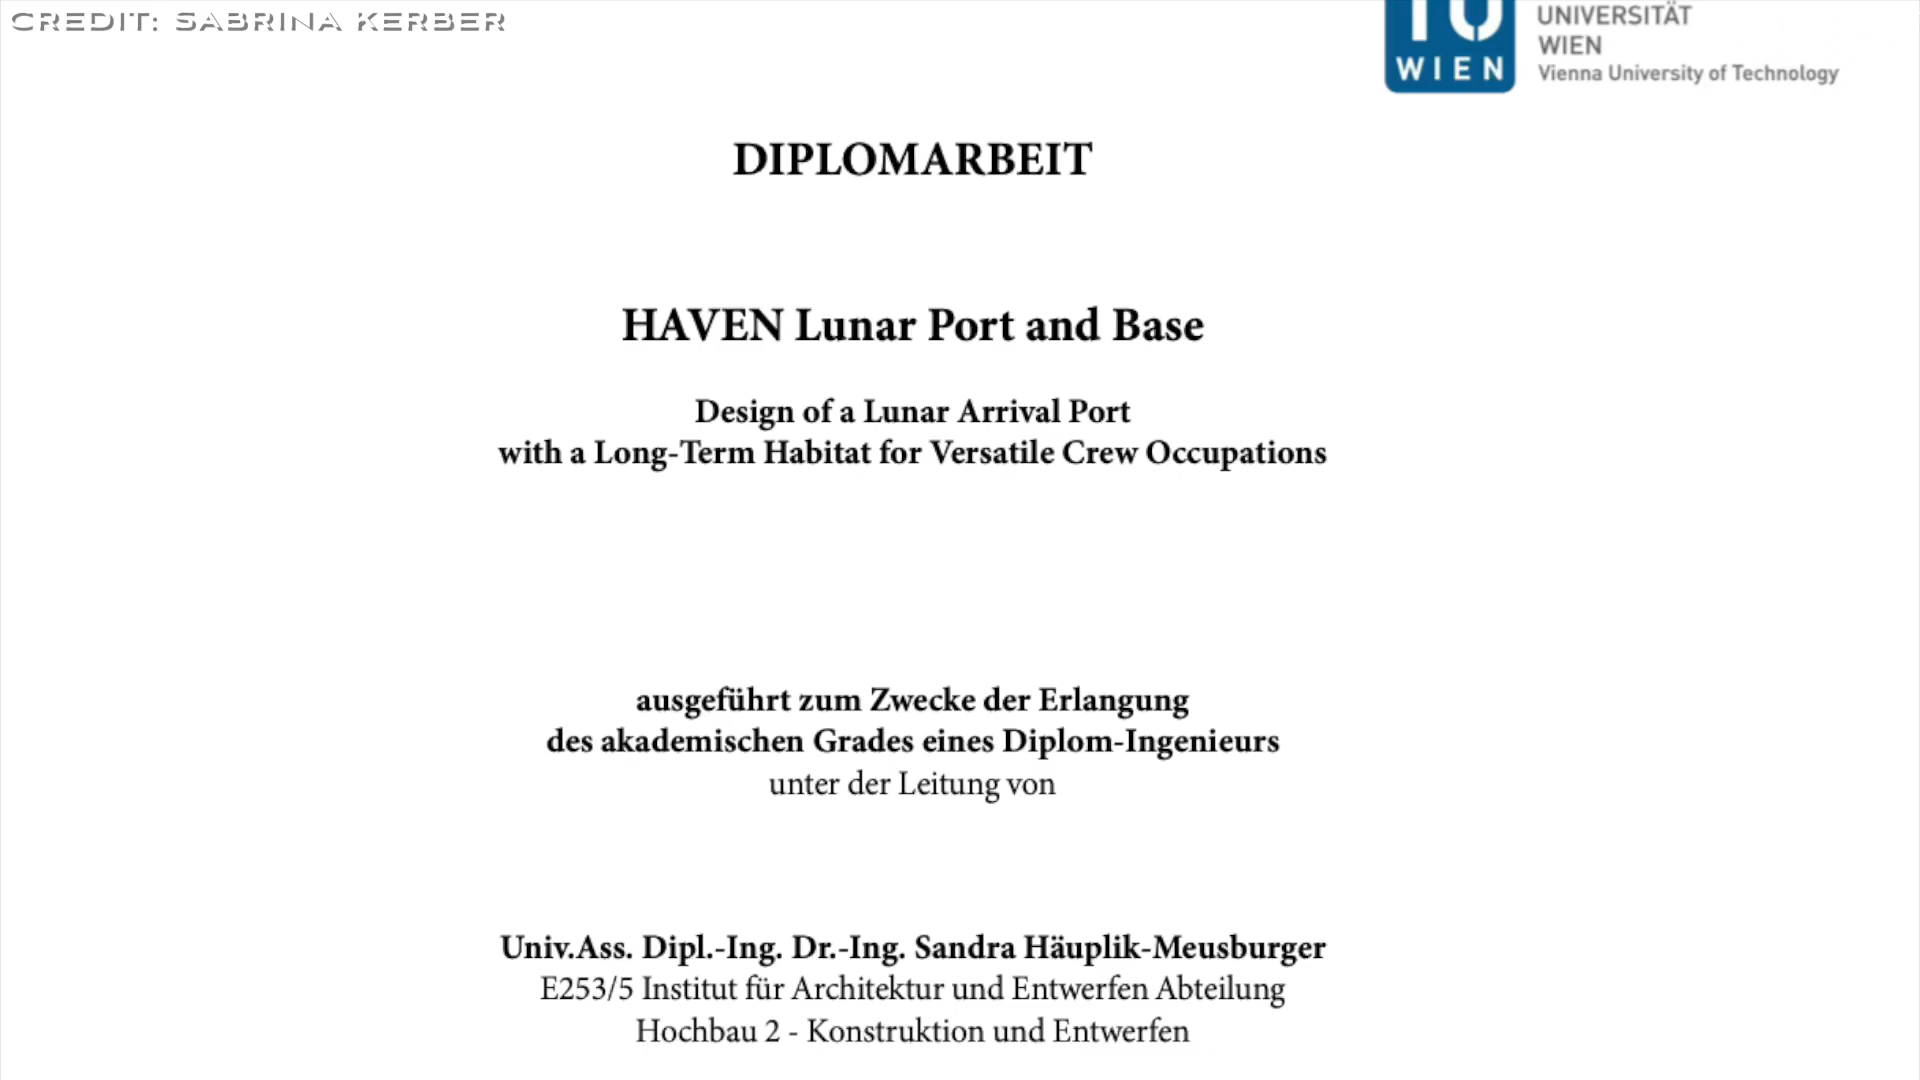 CREDIT: SABRINA KERBER
TU
WIEN
UNIVERSITÄT
WIEN
Vienna University of Technology
DIPLOMARBEIT
HAVEN Lunar Port and Base
Design of a Lunar Arrival Port
with a Long-Term Habitat for Versatile Crew Occupations
ausgeführt zum Zwecke der Erlangung
des akademischen Grades eines Diplom-Ingenieurs
unter der Leitung von
Univ.Ass. Dipl.-Ing. Dr.-Ing. Sandra Häuplik-Meusburger
E253/5 Institut für Architektur und Entwerfen Abteilung
Hochbau 2 - Konstruktion und Entwerfen